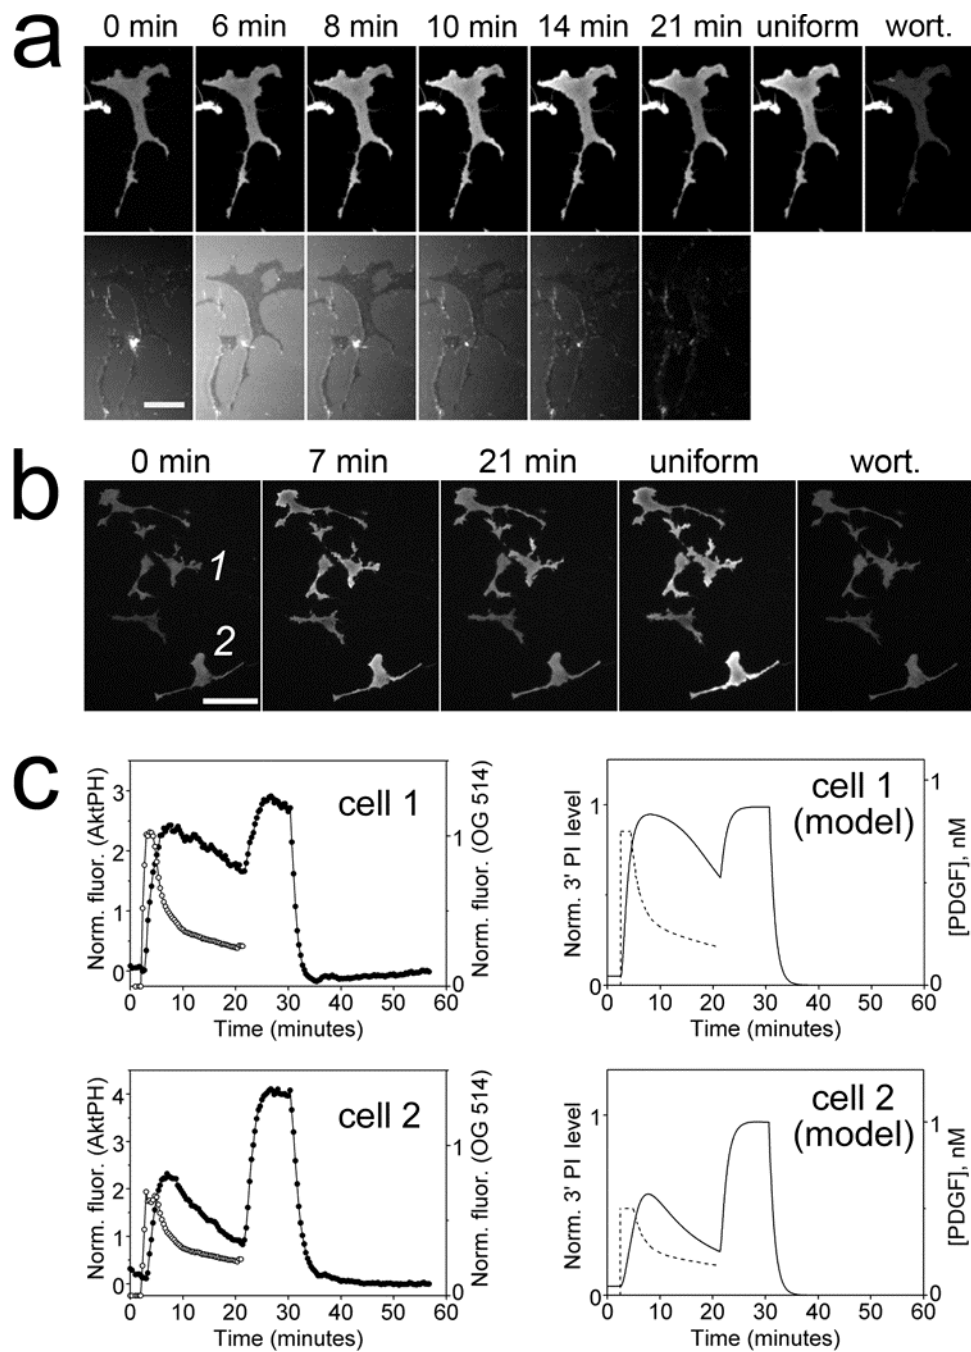 a
0 min 6 min 8 min 10 min 14 min 21 min uniform wort.
b
0 min 7 min 21 min uniform wort.
1
2
c
Norm. fluor. (AktPH)
3
2
1
0
cell 1
1
0
Norm. fluor. (OG 514)
0 10 20 30 40 50 60
Time (minutes)
Norm. 3' PI level
1
0
cell 1
(model)
1
0
[PDGF], nM
0 10 20 30 40 50 60
Time (minutes)
Norm. fluor. (AktPH)
4
3
2
1
0
cell 2
1
0
Norm. fluor. (OG 514)
0 10 20 30 40 50 60
Time (minutes)
Norm. 3' PI level
1
0
cell 2
(model)
1
0
[PDGF], nM
0 10 20 30 40 50 60
Time (minutes)